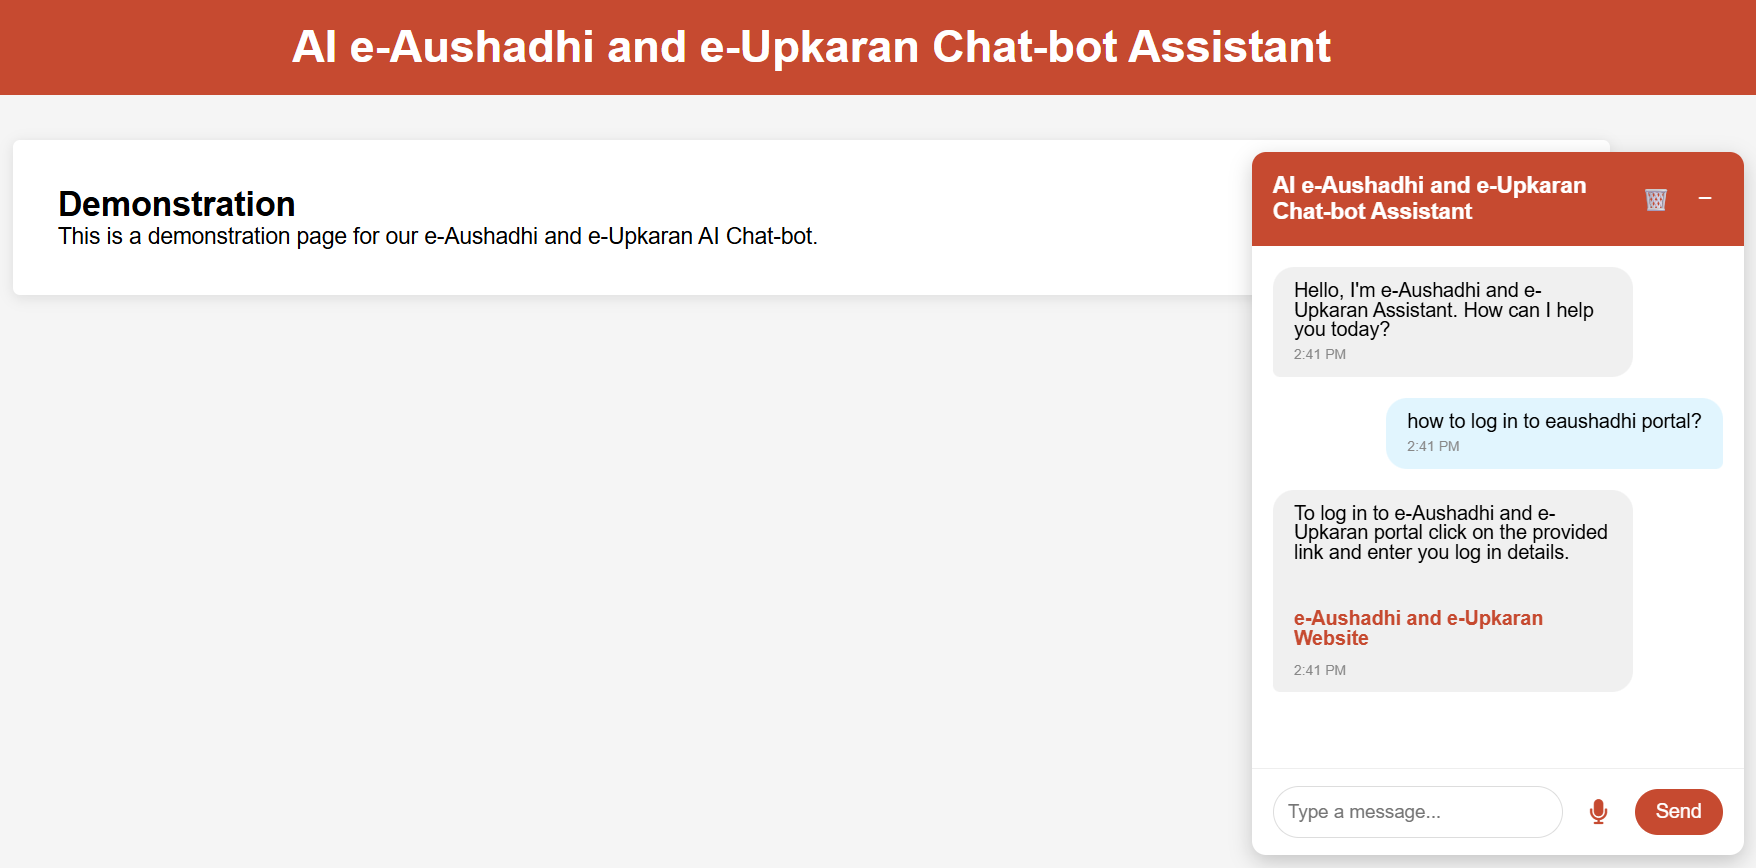 AI e-Aushadhi and e-Upkaran Chat-bot Assistant
Demonstration
This is a demonstration page for our e-Aushadhi and e-Upkaran AI Chat-bot.
AI e-Aushadhi and e-Upkaran
Chat-bot Assistant
Hello, I'm e-Aushadhi and e-
Upkaran Assistant. How can I help
you today?
2:41 PM
how to log in to eaushadhi portal?
2:41 PM
To log in to e-Aushadhi and e-
Upkaran portal click on the provided
link and enter you log in details.
e-Aushadhi and e-Upkaran
Website
2:41 PM
Type a message...
Send